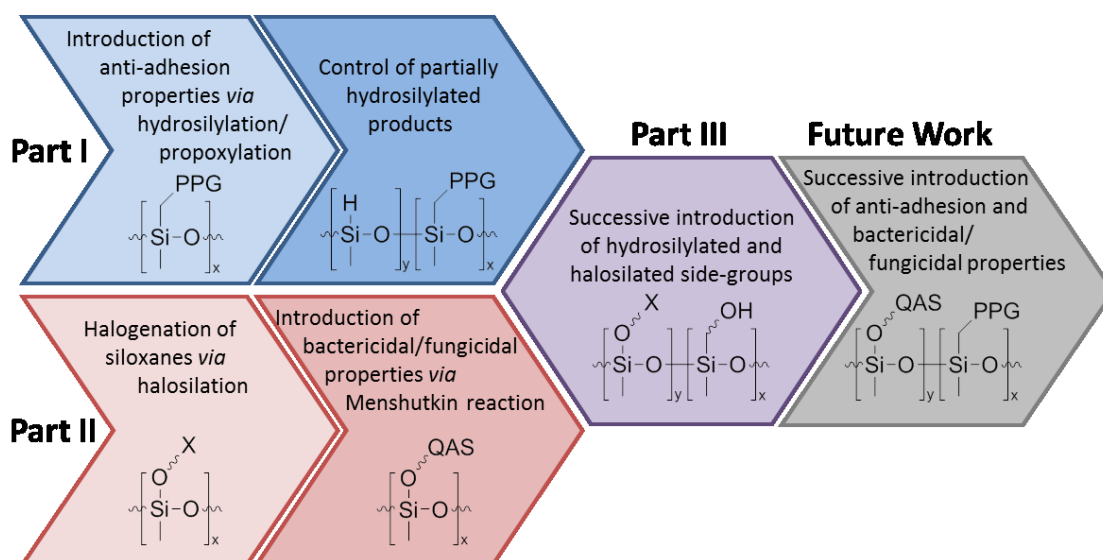 Part I
Introduction of
anti-adhesion
properties via
hydrosilylation/
propoxylation
PPG
Si
O
x
Control of partially
hydrosilylated
products
H
PPG
Si
O
y
Si
O
x
Part II
Halogenation of
siloxanes via
halosilation
X
O
Si
O
x
Introduction of
bactericidal/fungicidal
properties via
Menshutkin reaction
QAS
O
Si
O
x
Part III
Successive introduction
of hydrosilylated and
halosilated side-groups
X
O
OH
Si
O
y
Si
O
x
Future Work
Successive introduction
of anti-adhesion and
bactericidal/
fungicidal properties
QAS
O
PPG
Si
O
y
Si
O
x